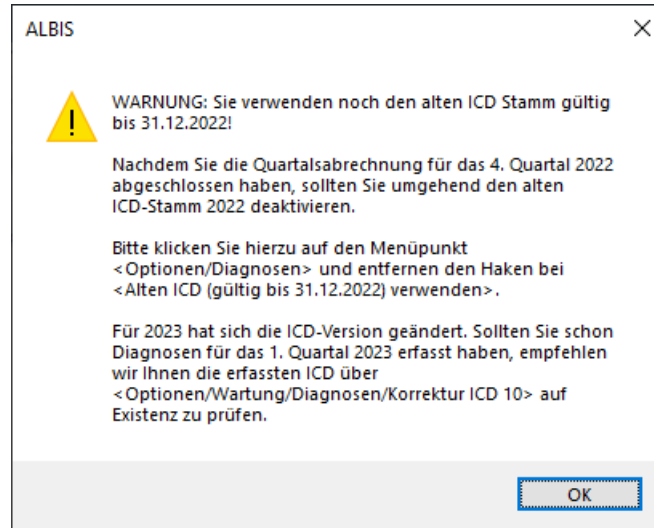 ALBIS
WARNUNG: Sie verwenden noch den alten ICD Stamm gültig
bis 31.12.2022!
Nachdem Sie die Quartalsabrechnung für das 4. Quartal 2022
abgeschlossen haben, sollten Sie umgehend den alten
ICD-Stamm 2022 deaktivieren.
Bitte klicken Sie hierzu auf den Menüpunkt
<Optionen/Diagnosen> und entfernen den Haken bei
<Alten ICD (gültig bis 31.12.2022) verwenden>.
Für 2023 hat sich die ICD-Version geändert. Sollten Sie schon
Diagnosen für das 1. Quartal 2023 erfasst haben, empfehlen
wir Ihnen die erfassten ICD über
<Optionen/Wartung/Diagnosen/Korrektur ICD 10> auf
Existenz zu prüfen.
OK